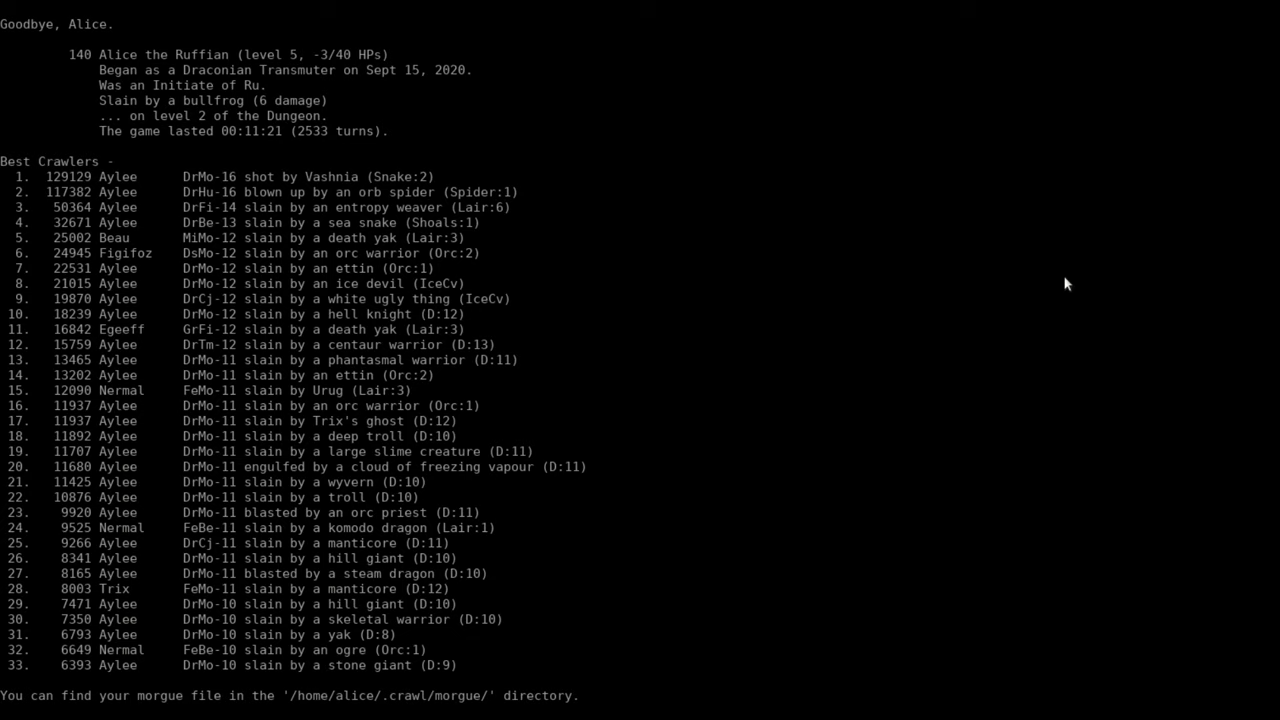 Goodbye, Alice.
140 Alice the Ruffian (level 5, -3/40 HPs)
Began as a Draconian Transmuter on Sept 15, 2020.
Was an Initiate of Ru.
Slain by a bullfrog (6 damage)
... on level 2 of the Dungeon.
The game lasted 00:11:21 (2533 turns).
Best Crawlers -
1. 129129 Aylee DrMo-16 shot by Vashnia (Snake:2)
2. 117382 Aylee DrHu-16 blown up by an orb spider (Spider:1)
3. 50364 Aylee DrFi-14 slain by an entropy weaver (Lair:6)
4. 32671 Aylee DrBe-13 slain by a sea snake (Shoals:1)
5. 25002 Beau MiMo-12 slain by a death yak (Lair:3)
6. 24945 Figifoz DsMo-12 slain by an orc warrior (Orc:2)
7. 22531 Aylee DrMo-12 slain by an ettin (Orc:1)
8. 21015 Aylee DrMo-12 slain by an ice devil (IceCv)
9. 19870 Aylee DrCj-12 slain by a white ugly thing (IceCv)
10. 18239 Aylee DrMo-12 slain by a hell knight (D:12)
11. 16842 Egeeff GrFi-12 slain by a death yak (Lair:3)
12. 15759 Aylee DrTm-12 slain by a centaur warrior (D:13)
13. 13465 Aylee DrMo-11 slain by a phantasmal warrior (D:11)
14. 13202 Aylee DrMo-11 slain by an ettin (Orc:2)
15. 12090 Nermal FeMo-11 slain by Urug (Lair:3)
16. 11937 Aylee DrMo-11 slain by an orc warrior (Orc:1)
17. 11937 Aylee DrMo-11 slain by Trix's ghost (D:12)
18. 11892 Aylee DrMo-11 slain by a deep troll (D:10)
19. 11707 Aylee DrMo-11 slain by a large slime creature (D:11)
20. 11680 Aylee DrMo-11 engulfed by a cloud of freezing vapour (D:11)
21. 11425 Aylee DrMo-11 slain by a wyvern (D:10)
22. 10876 Aylee DrMo-11 slain by a troll (D:10)
23. 9920 Aylee DrMo-11 blasted by an orc priest (D:11)
24. 9525 Nermal FeBe-11 slain by a komodo dragon (Lair:1)
25. 9266 Aylee DrCj-11 slain by a manticore (D:11)
26. 8341 Aylee DrMo-11 slain by a hill giant (D:10)
27. 8165 Aylee DrMo-11 blasted by a steam dragon (D:10)
28. 8003 Trix FeMo-11 slain by a manticore (D:12)
29. 7471 Aylee DrMo-10 slain by a hill giant (D:10)
30. 7350 Aylee DrMo-10 slain by a skeletal warrior (D:10)
31. 6793 Aylee DrMo-10 slain by a yak (D:8)
32. 6649 Nermal FeBe-10 slain by an ogre (Orc:1)
33. 6393 Aylee DrMo-10 slain by a stone giant (D:9)
You can find your morgue file in the '/home/alice/.crawl/morgue/' directory.